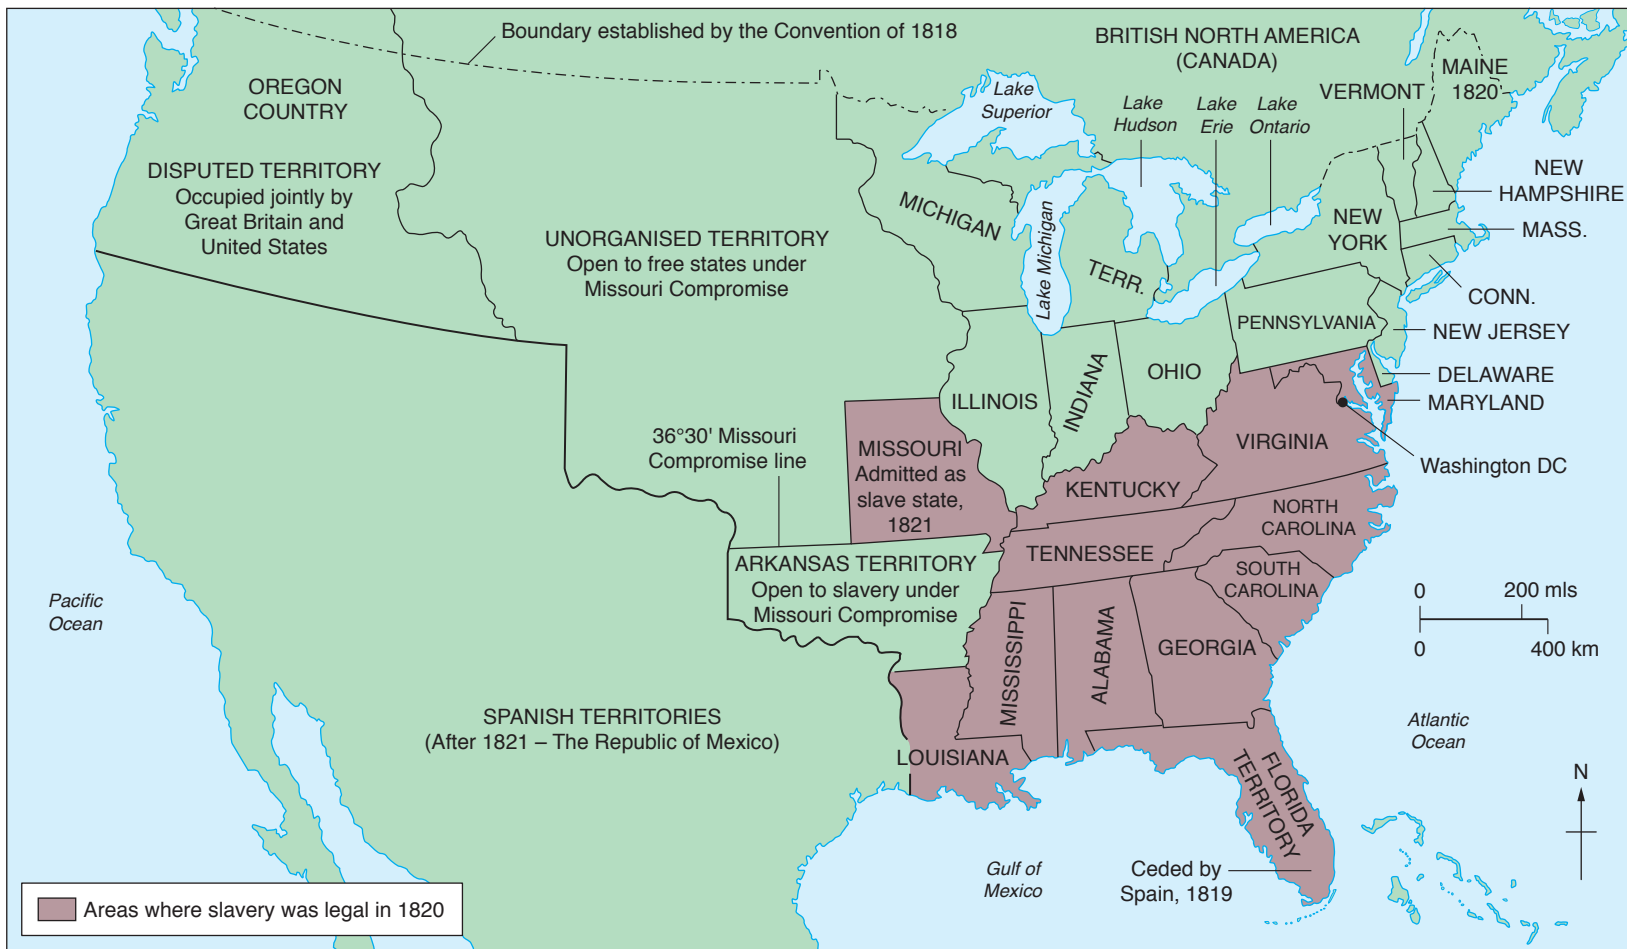 Boundary established by the Convention of 1818
BRITISH NORTH AMERICA
(CANADA)
MAINE
1820
VERMONT
OREGON
COUNTRY
Lake
Superior
Lake
Hudson
Lake
Erie
Lake
Ontario
DISPUTED TERRITORY
Occupied jointly by
Great Britain and
United States
NEW
HAMPSHIRE
MICHIGAN
TERR.
Lake Michigan
NEW
YORK
MASS.
UNORGANISED TERRITORY
Open to free states under
Missouri Compromise
CONN.
PENNSYLVANIA
NEW JERSEY
OHIO
INDIANA
ILLINOIS
DELAWARE
MARYLAND
36°30' Missouri
Compromise line
MISSOURI
Admitted as
slave state,
1821
VIRGINIA
Washington DC
KENTUCKY
NORTH
CAROLINA
TENNESSEE
ARKANSAS TERRITORY
Open to slavery under
Missouri Compromise
SOUTH
CAROLINA
Pacific
Ocean
0 200 mls
0 400 km
MISSISSIPPI
ALABAMA
GEORGIA
SPANISH TERRITORIES
(After 1821 – The Republic of Mexico)
Atlantic
Ocean
LOUISIANA
FLORIDA
TERRITORY
N
Gulf of
Mexico
Ceded by
Spain, 1819
Areas where slavery was legal in 1820